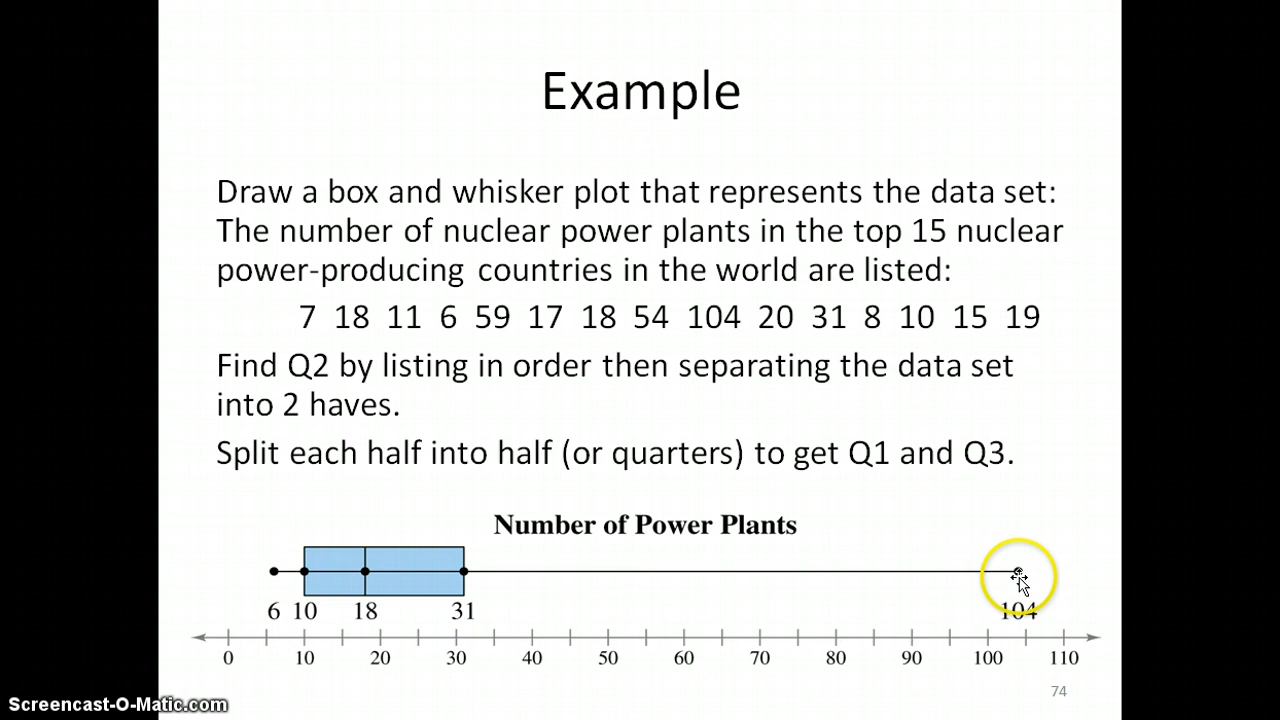 Example
Draw a box and whisker plot that represents the data set:
The number of nuclear power plants in the top 15 nuclear
power-producing countries in the world are listed:
7 18 11 6 59 17 18 54 104 20 31 8 10 15 19
Find Q2 by listing in order then separating the data set
into 2 haves.
Split each half into half (or quarters) to get Q1 and Q3.
Number of Power Plants
6 10 18 31 104
0 10 20 30 40 50 60 70 80 90 100 110
74
Screencast-O-Matic.com